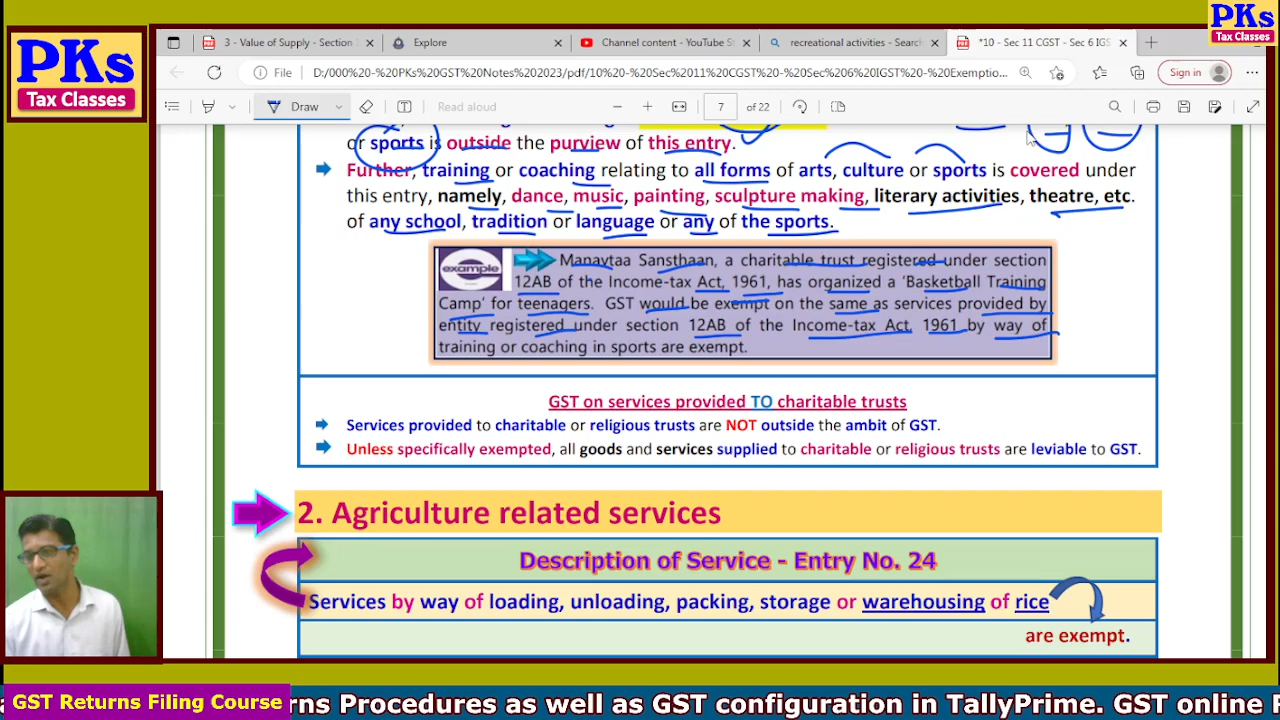 PKs
Tax Classes
PKs
Tax Classes
3 - Value of Supply - Section
Explore
Channel content - YouTube S
recreational activities - Search
*10 - Sec 11 CGST - Sec 6 IGS
File
D:/000%20-%20PKs%20GST%20Notes%202023/pdf/10%20-%20Sec%2011%20CGST%20-%20Sec%206%20IGST%20-%20Exemptio...
Sign in
Draw
Read aloud
7 of 22
or sports is outside the purview of this entry.
Further, training or coaching relating to all forms of arts, culture or sports is covered under
this entry, namely, dance, music, painting, sculpture making, literary activities, theatre, etc.
of any school, tradition or language or any of the sports.
example
Manavtaa Sansthaan, a charitable trust registered under section
12AB of the Income-tax Act, 1961, has organized a 'Basketball Training
Camp' for teenagers. GST would be exempt on the same as services provided by
entity registered under section 12AB of the Income-tax Act, 1961 by way of
training or coaching in sports are exempt.
GST on services provided TO charitable trusts
Services provided to charitable or religious trusts are NOT outside the ambit of GST.
Unless specifically exempted, all goods and services supplied to charitable or religious trusts are leviable to GST.
2. Agriculture related services
Description of Service - Entry No. 24
Services by way of loading, unloading, packing, storage or warehousing of rice
are exempt.
GST Returns Filing Course
rns Procedures as well as GST configuration in TallyPrime. GST online